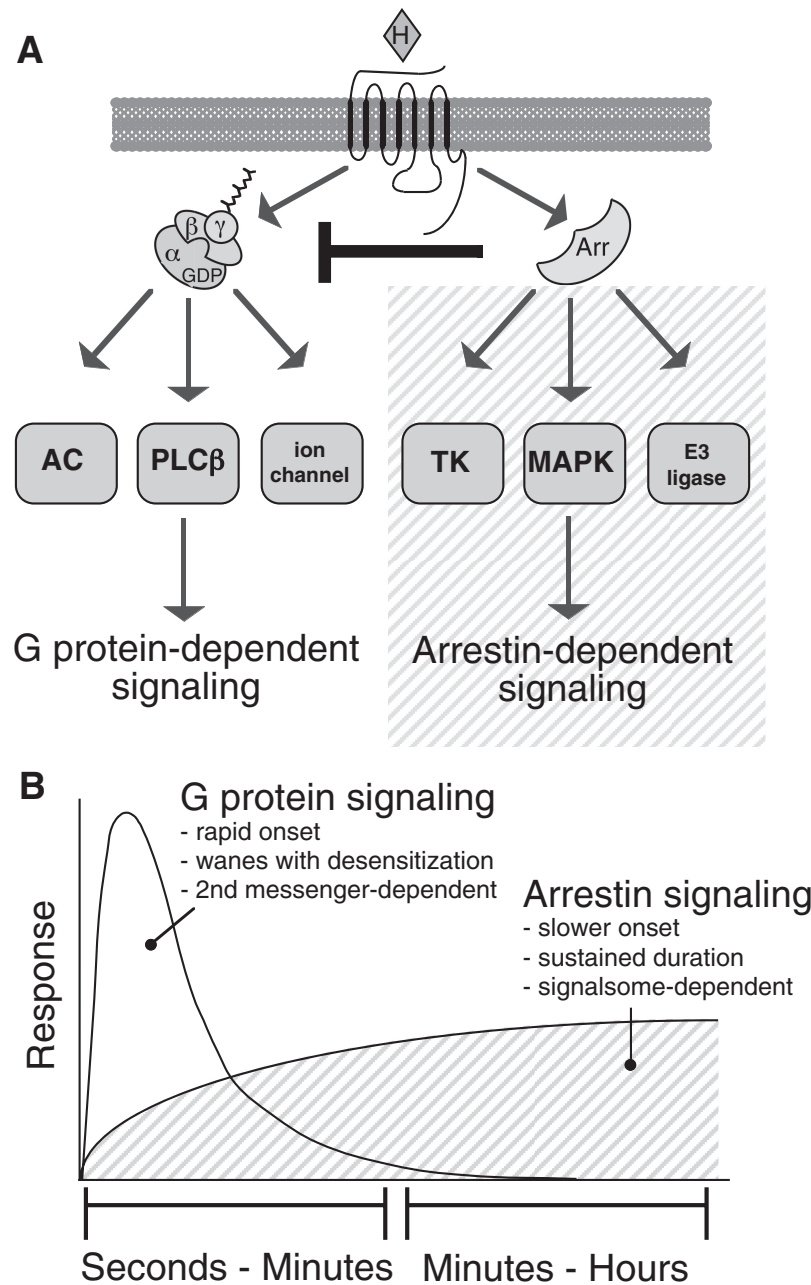 A
H
β γ
α
GDP
Arr
AC
PLCβ
ion
channel
TK
MAPK
E3
ligase
G protein-dependent
signaling
Arrestin-dependent
signaling
B
Response
G protein signaling
- rapid onset
- wanes with desensitization
- 2nd messenger-dependent
Arrestin signaling
- slower onset
- sustained duration
- signalsome-dependent
Seconds - Minutes
Minutes - Hours